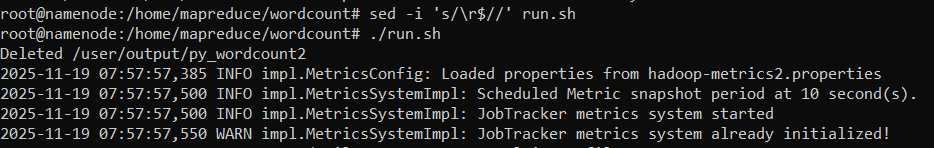 root@namenode:/home/mapreduce/wordcount# sed -i 's/\r$//' run.sh
root@namenode:/home/mapreduce/wordcount# ./run.sh
Deleted /user/output/py_wordcount2
2025-11-19 07:57:57,385 INFO impl.MetricsConfig: Loaded properties from hadoop-metrics2.properties
2025-11-19 07:57:57,500 INFO impl.MetricsSystemImpl: Scheduled Metric snapshot period at 10 second(s).
2025-11-19 07:57:57,500 INFO impl.MetricsSystemImpl: JobTracker metrics system started
2025-11-19 07:57:57,550 WARN impl.MetricsSystemImpl: JobTracker metrics system already initialized!